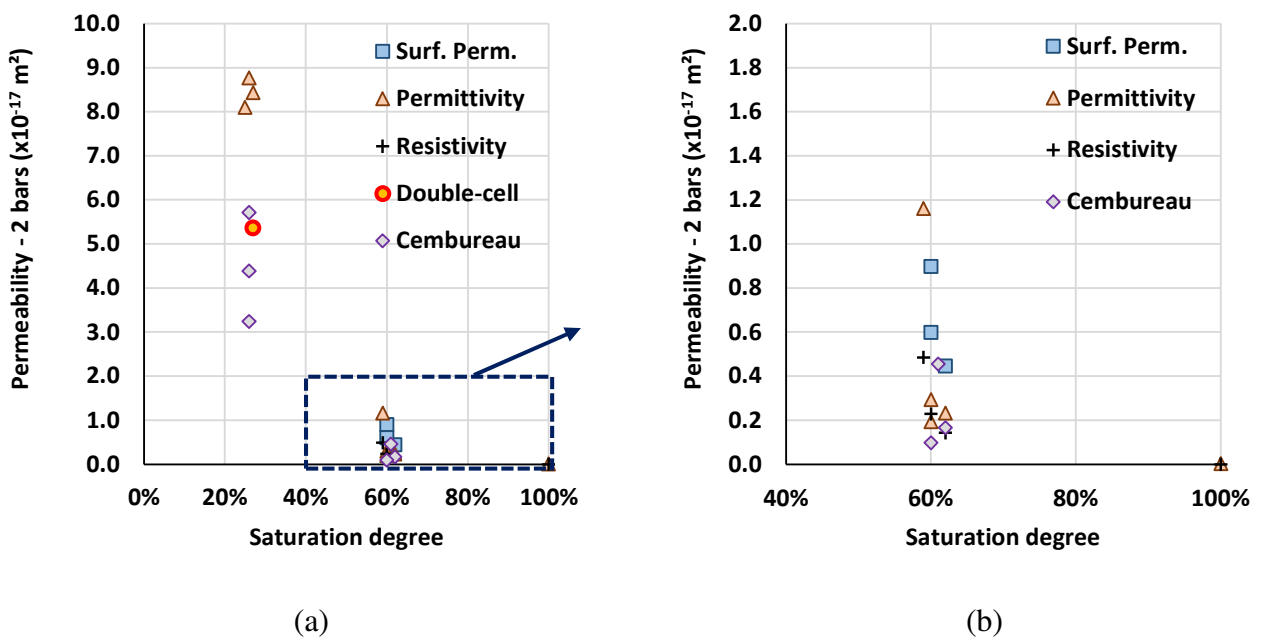 10.0
9.0
8.0
7.0
6.0
5.0
4.0
3.0
2.0
1.0
0.0
Permeability - 2 bars (x10⁻¹⁷ m²)
Surf. Perm.
Permittivity
Resistivity
Double-cell
Cembureau
0% 20% 40% 60% 80% 100%
Saturation degree
(a)
2.0
1.8
1.6
1.4
1.2
1.0
0.8
0.6
0.4
0.2
0.0
Permeability - 2 bars (x10⁻¹⁷ m²)
Surf. Perm.
Permittivity
Resistivity
Cembureau
40% 60% 80% 100%
Saturation degree
(b)